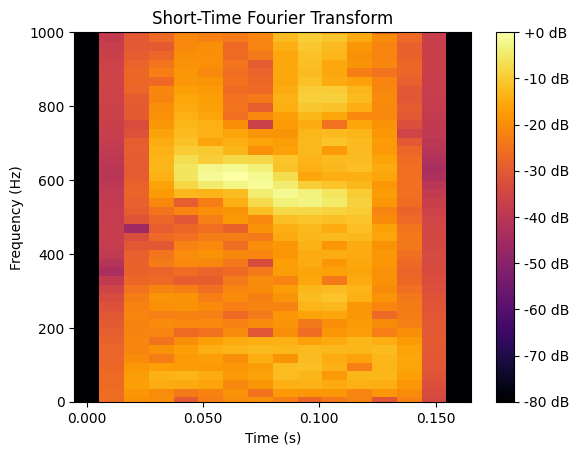 Short-Time Fourier Transform
1000
800
600
400
200
0
Frequency (Hz)
0.000
0.050
0.100
0.150
Time (s)
+0 dB
-10 dB
-20 dB
-30 dB
-40 dB
-50 dB
-60 dB
-70 dB
-80 dB